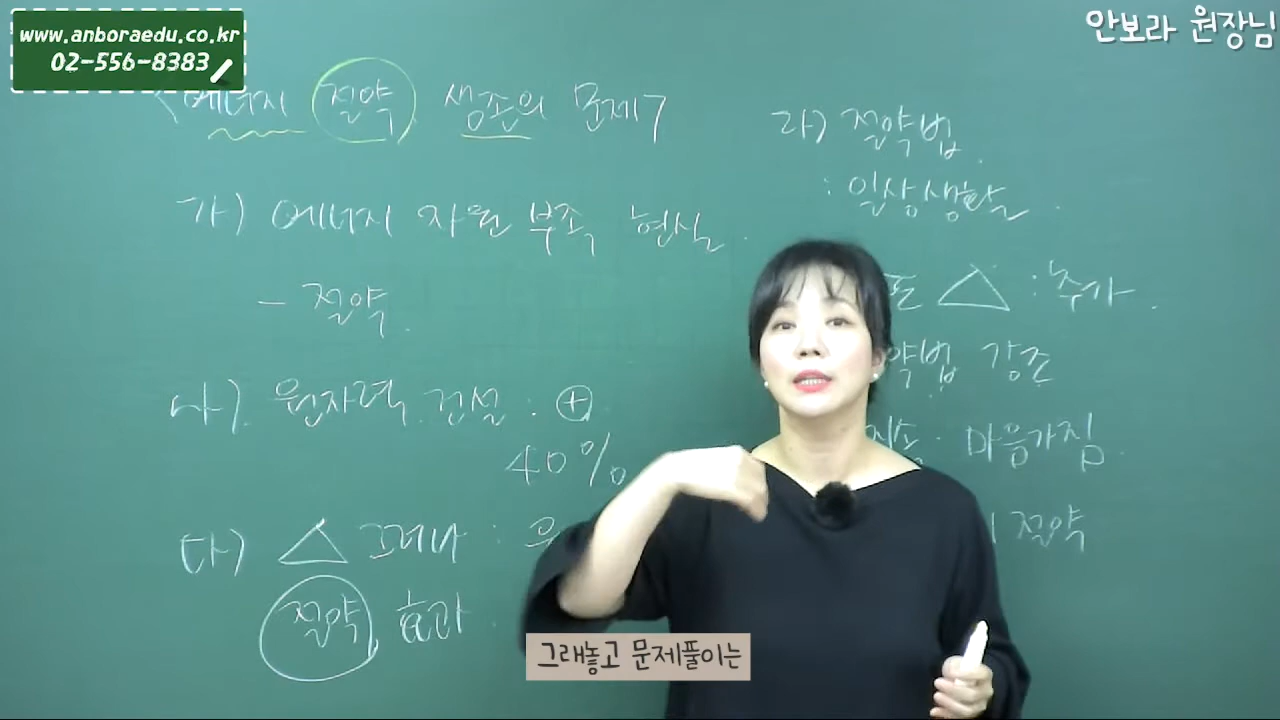 www.anboraedu.co.kr
02-556-8383
안보라 원장님
<에너지 절약 생존의 문제7
가) 에너지 자원 부족 현실.
- 절약.
나) 원자력 건설 : ⊕
40%
다) △ 그러나 :
절약 효과.
라) 절약법.
: 일상생활.
△ : 추가.
약법 강조
마음가짐.
절약
그래놓고 문제풀이는